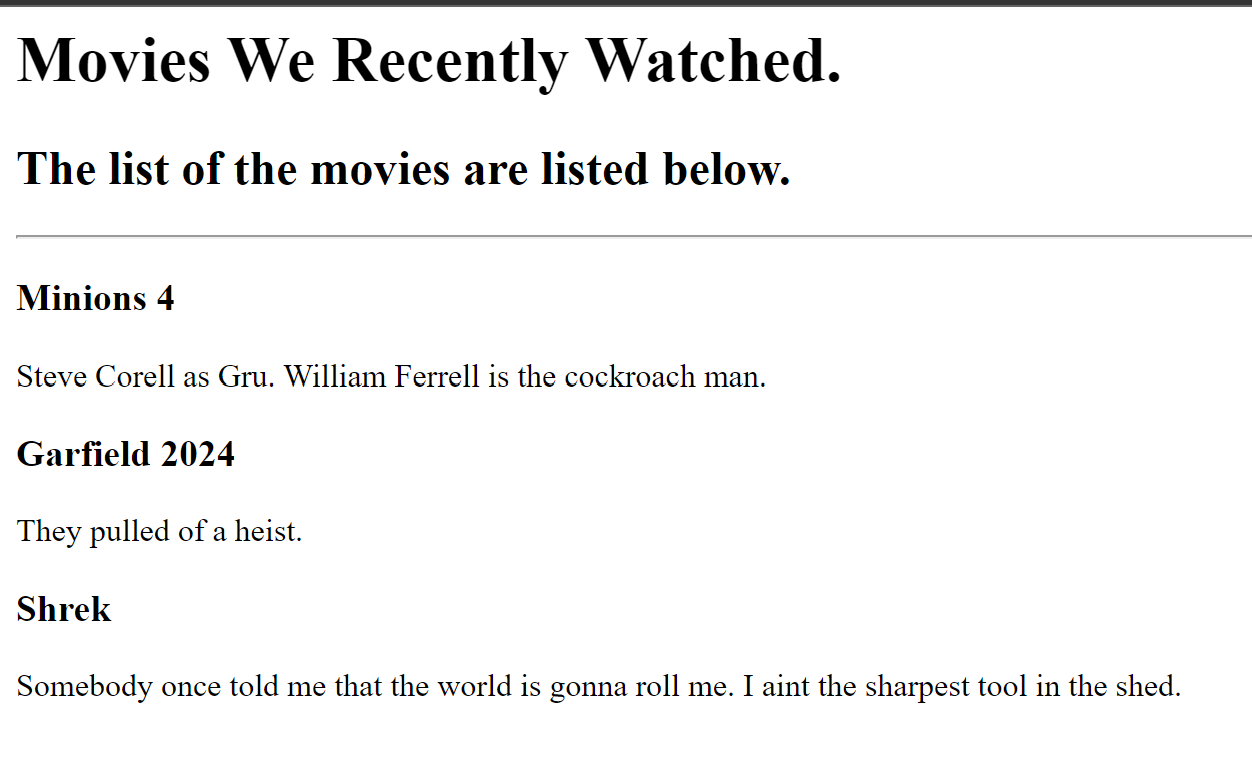 Movies We Recently Watched.
The list of the movies are listed below.
Minions 4
Steve Corell as Gru. William Ferrell is the cockroach man.
Garfield 2024
They pulled of a heist.
Shrek
Somebody once told me that the world is gonna roll me. I aint the sharpest tool in the shed.